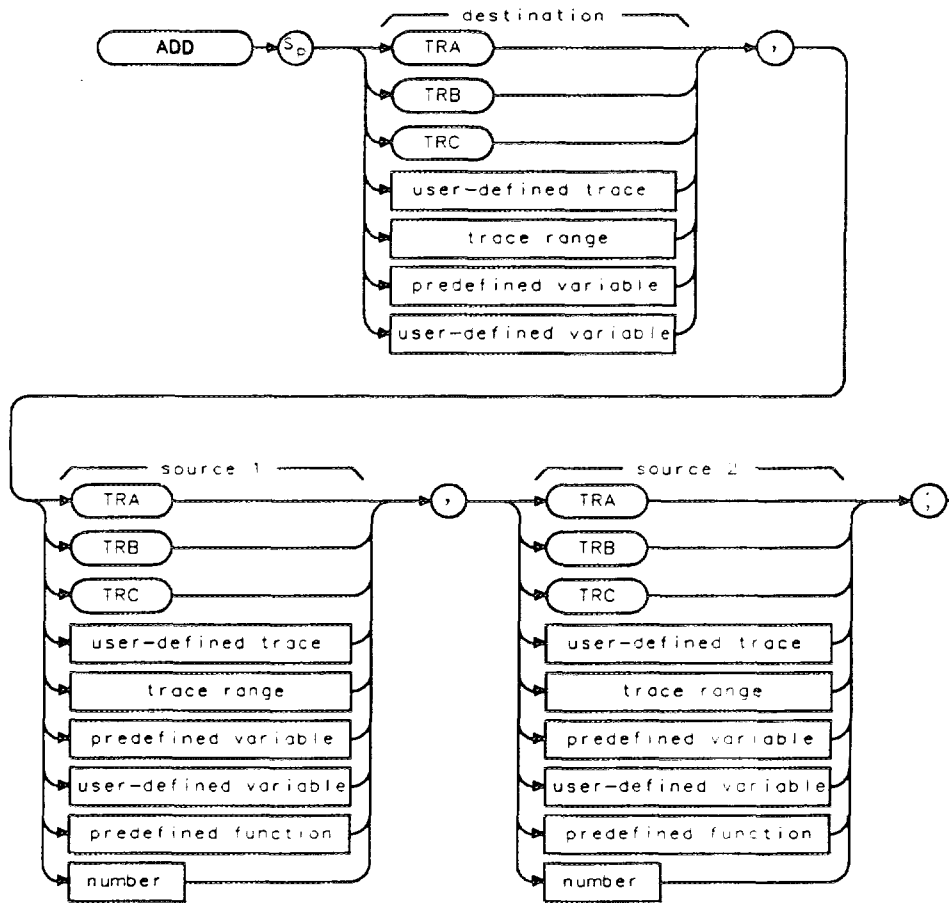 destination
ADD
Sp
TRA
,
TRB
TRC
user-defined trace
trace range
predefined variable
user-defined variable
source 1
TRA
,
TRB
TRC
user-defined trace
trace range
predefined variable
user-defined variable
predefined function
number
source 2
TRA
;
TRB
TRC
user-defined trace
trace range
predefined variable
user-defined variable
predefined function
number